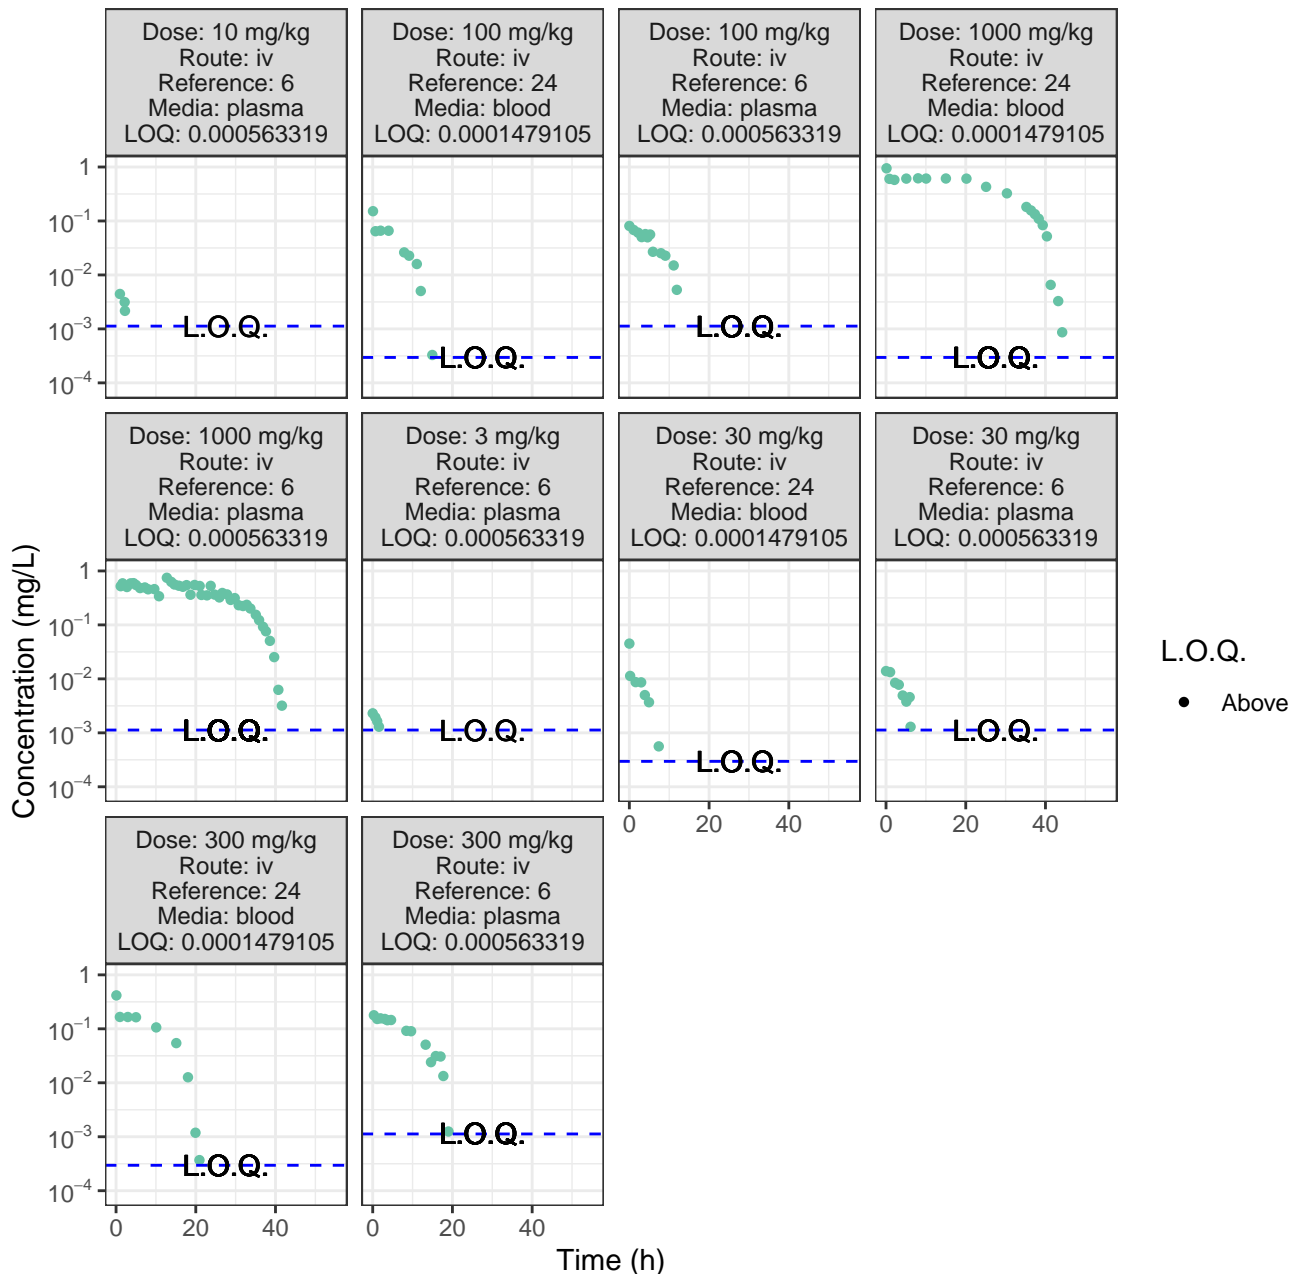 Dose: 10 mg/kg
Route: iv
Reference: 6
Media: plasma
LOQ: 0.000563319
Dose: 100 mg/kg
Route: iv
Reference: 24
Media: blood
LOQ: 0.0001479105
Dose: 100 mg/kg
Route: iv
Reference: 6
Media: plasma
LOQ: 0.000563319
Dose: 1000 mg/kg
Route: iv
Reference: 24
Media: blood
LOQ: 0.0001479105
1
10⁻¹
10⁻²
10⁻³
10⁻⁴
L.O.Q.
L.O.Q.
L.O.Q.
L.O.Q.
Dose: 1000 mg/kg
Route: iv
Reference: 6
Media: plasma
LOQ: 0.000563319
Dose: 3 mg/kg
Route: iv
Reference: 6
Media: plasma
LOQ: 0.000563319
Dose: 30 mg/kg
Route: iv
Reference: 24
Media: blood
LOQ: 0.0001479105
Dose: 30 mg/kg
Route: iv
Reference: 6
Media: plasma
LOQ: 0.000563319
1
10⁻¹
10⁻²
10⁻³
10⁻⁴
L.O.Q.
L.O.Q.
L.O.Q.
L.O.Q.
0 20 40
0 20 40
Dose: 300 mg/kg
Route: iv
Reference: 24
Media: blood
LOQ: 0.0001479105
Dose: 300 mg/kg
Route: iv
Reference: 6
Media: plasma
LOQ: 0.000563319
1
10⁻¹
10⁻²
10⁻³
10⁻⁴
L.O.Q.
L.O.Q.
0 20 40
0 20 40
Time (h)
Concentration (mg/L)
L.O.Q.
Above